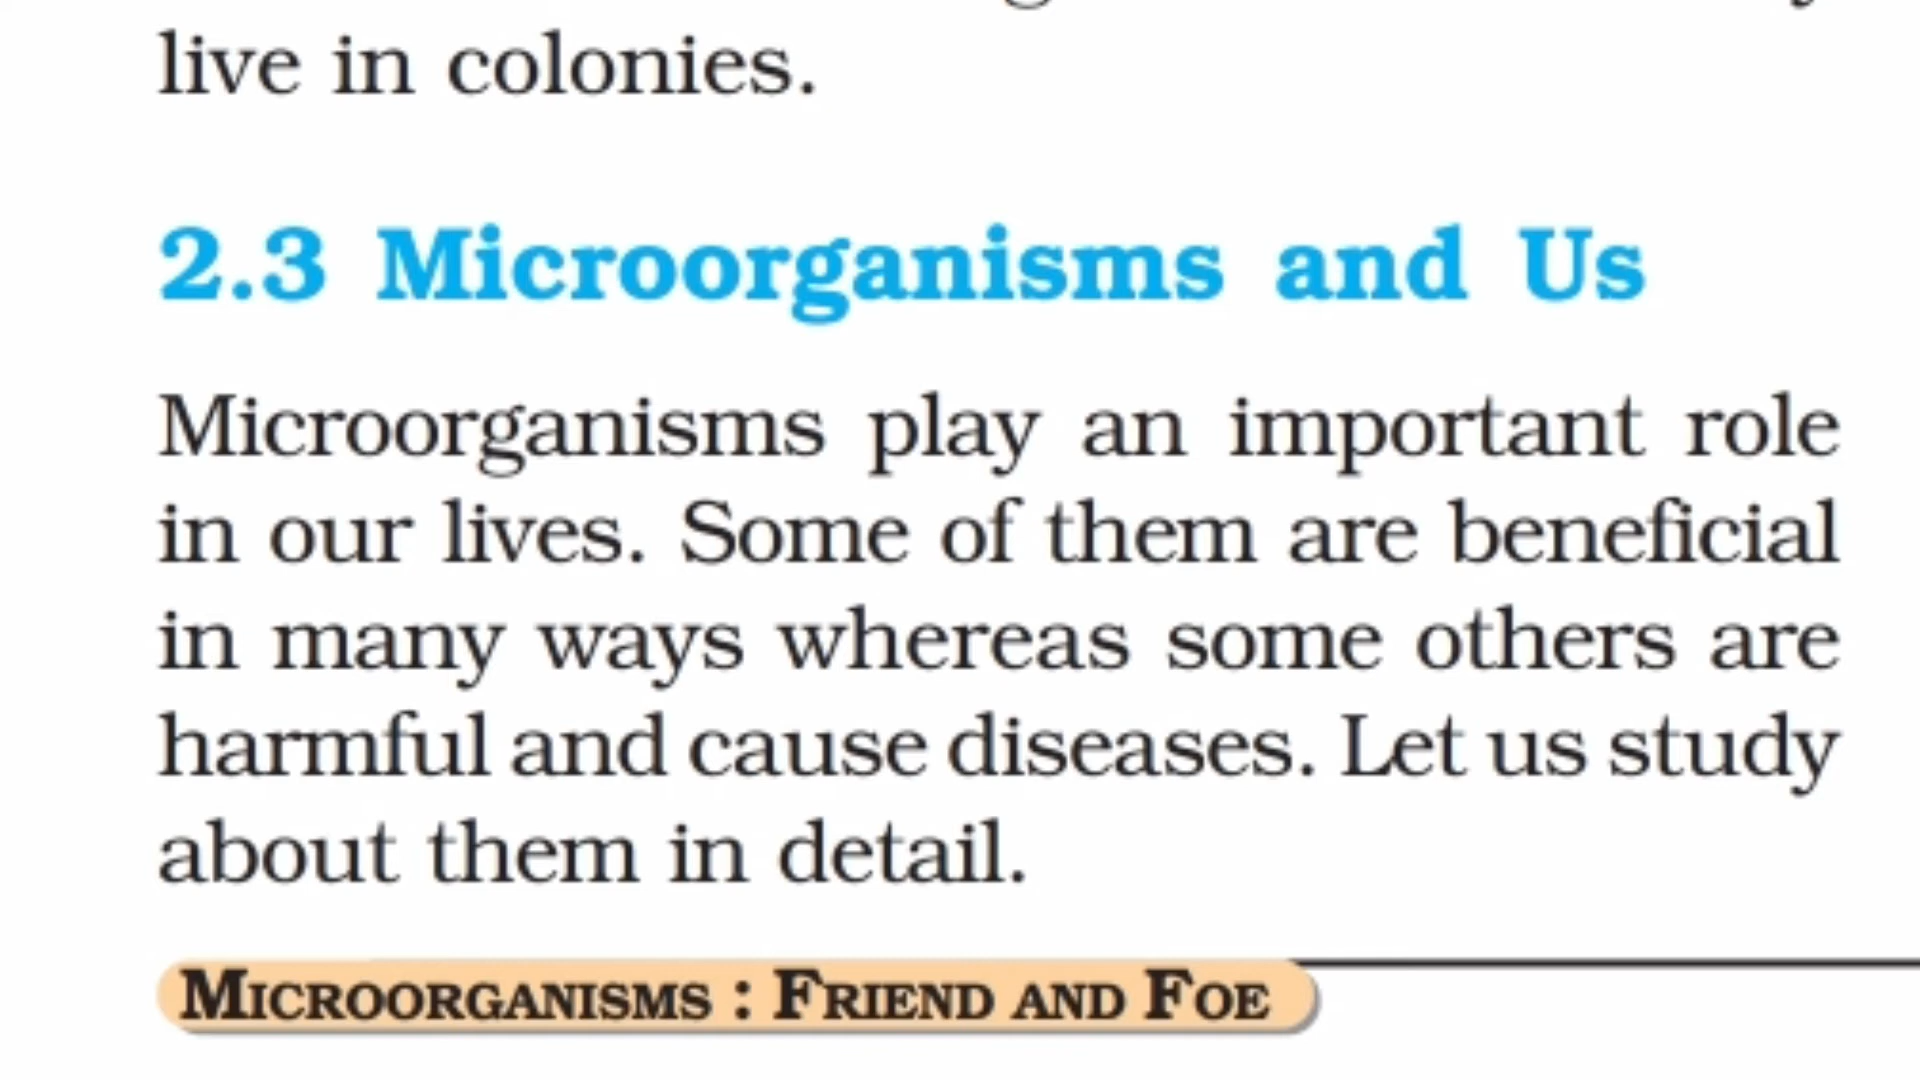 live in colonies.
2.3 Microorganisms and Us
Microorganisms play an important role
in our lives. Some of them are beneficial
in many ways whereas some others are
harmful and cause diseases. Let us study
about them in detail.
MICROORGANISMS : FRIEND AND FOE